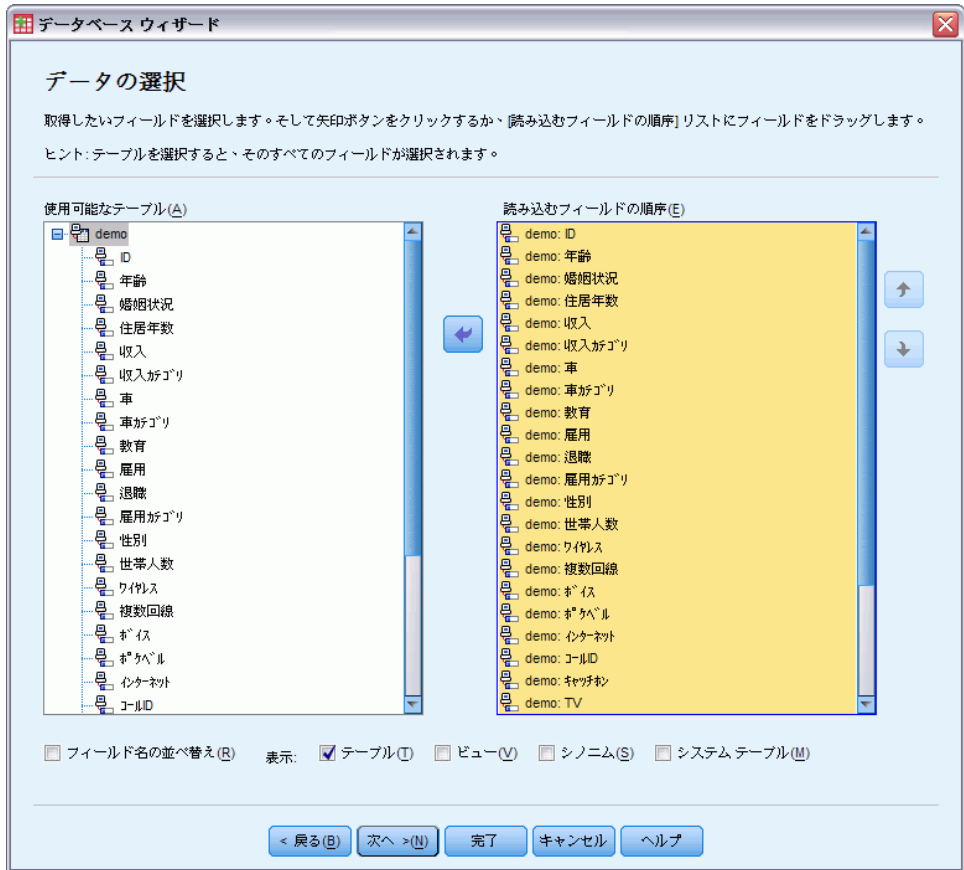 データベース ウィザード
データの選択
取得したいフィールドを選択します。そして矢印ボタンをクリックするか、[読み込むフィールドの順序] リストにフィールドをドラッグします。
ヒント: テーブルを選択すると、そのすべてのフィールドが選択されます。
使用可能なテーブル(A)
demo
ID
年齢
婚姻状況
住居年数
収入
収入カテゴリ
車
車カテゴリ
教育
雇用
退職
雇用カテゴリ
性別
世帯人数
ワイヤレス
複数回線
ボイス
ポケベル
インターネット
コールID
読み込むフィールドの順序(E)
demo: ID
demo: 年齢
demo: 婚姻状況
demo: 住居年数
demo: 収入
demo: 収入カテゴリ
demo: 車
demo: 車カテゴリ
demo: 教育
demo: 雇用
demo: 退職
demo: 雇用カテゴリ
demo: 性別
demo: 世帯人数
demo: ワイヤレス
demo: 複数回線
demo: ボイス
demo: ポケベル
demo: インターネット
demo: コールID
demo: キャッチホン
demo: TV
フィールド名の並べ替え(R) 表示: テーブル(T) ビュー(V) シノニム(S) システム テーブル(M)
< 戻る(B) 次へ >(N) 完了 キャンセル ヘルプ